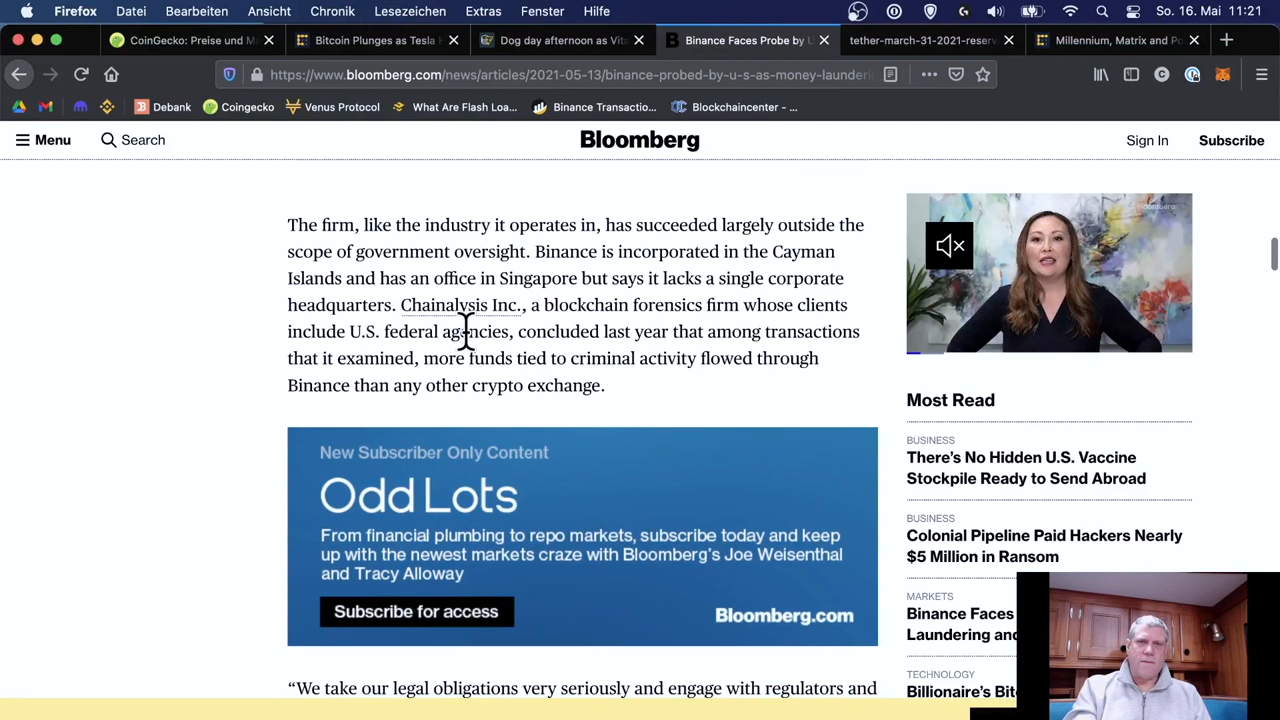 Firefox Datei Bearbeiten Ansicht Chronik Lesezeichen Extras Fenster Hilfe So. 16. Mai 11:21
CoinGecko: Preise und M Bitcoin Plunges as Tesla H Dog day afternoon as Vita Binance Faces Probe by U tether-march-31-2021-reserv Millennium, Matrix and Po
https://www.bloomberg.com/news/articles/2021-05-13/binance-probed-by-u-s-as-money-launderi
Debank Coingecko Venus Protocol What Are Flash Loa... Binance Transactio... Blockchaincenter - ...
Menu Search Bloomberg Sign In Subscribe
The firm, like the industry it operates in, has succeeded largely outside the
scope of government oversight. Binance is incorporated in the Cayman
Islands and has an office in Singapore but says it lacks a single corporate
headquarters. Chainalysis Inc., a blockchain forensics firm whose clients
include U.S. federal agencies, concluded last year that among transactions
that it examined, more funds tied to criminal activity flowed through
Binance than any other crypto exchange.
New Subscriber Only Content
Odd Lots
From financial plumbing to repo markets, subscribe today and keep
up with the newest markets craze with Bloomberg's Joe Weisenthal
and Tracy Alloway
Subscribe for access
Bloomberg.com
“We take our legal obligations very seriously and engage with regulators and
Bloomberg
Most Read
BUSINESS
There’s No Hidden U.S. Vaccine
Stockpile Ready to Send Abroad
BUSINESS
Colonial Pipeline Paid Hackers Nearly
$5 Million in Ransom
MARKETS
Binance Faces
Laundering and
TECHNOLOGY
Billionaire’s Bit